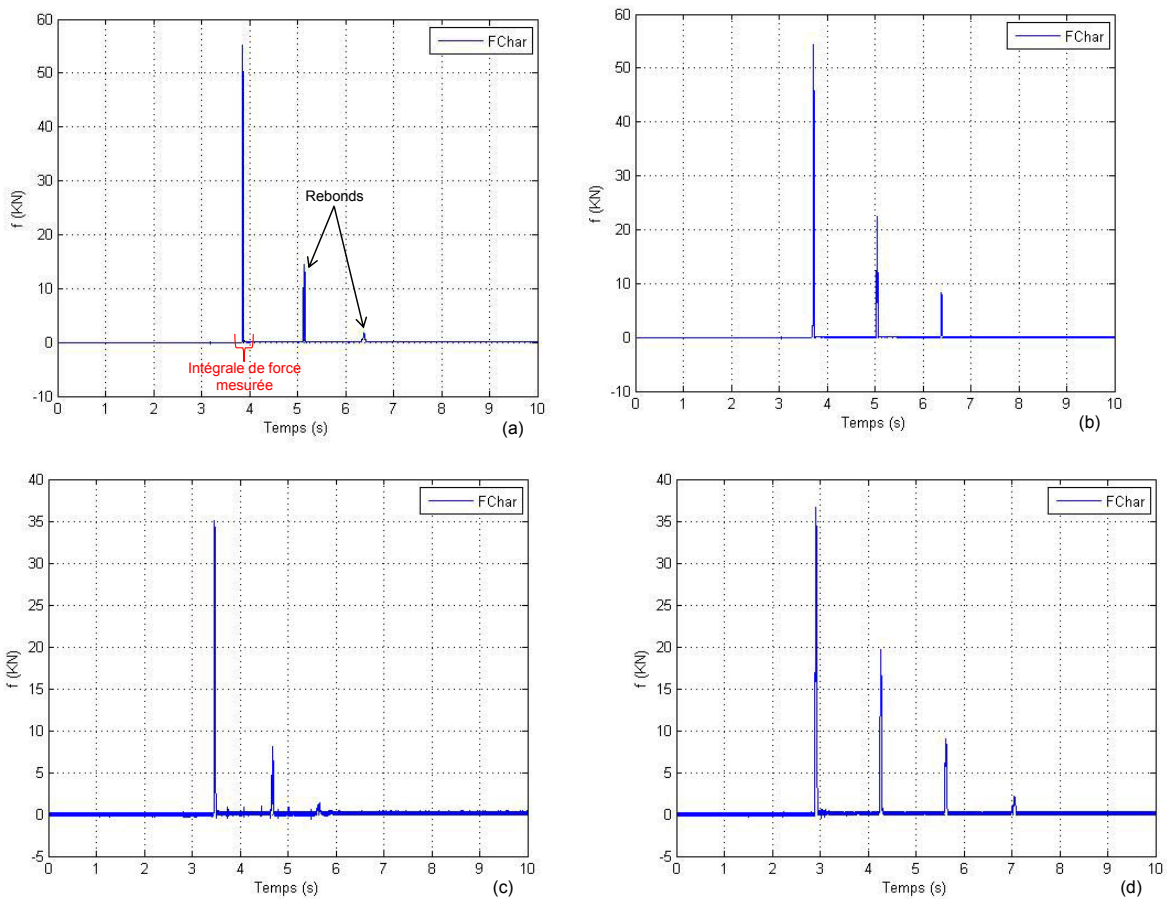 60
50
40
30
20
10
0
-10
f (KN)
FChar
Rebonds
Intégrale de force
mesurée
0 1 2 3 4 5 6 7 8 9 10
Temps (s)
(a)
60
50
40
30
20
10
0
-10
f (KN)
FChar
0 1 2 3 4 5 6 7 8 9 10
Temps (s)
(b)
40
35
30
25
20
15
10
5
0
-5
f (KN)
FChar
0 1 2 3 4 5 6 7 8 9 10
Temps (s)
(c)
40
35
30
25
20
15
10
5
0
-5
f (KN)
FChar
0 1 2 3 4 5 6 7 8 9 10
Temps (s)
(d)